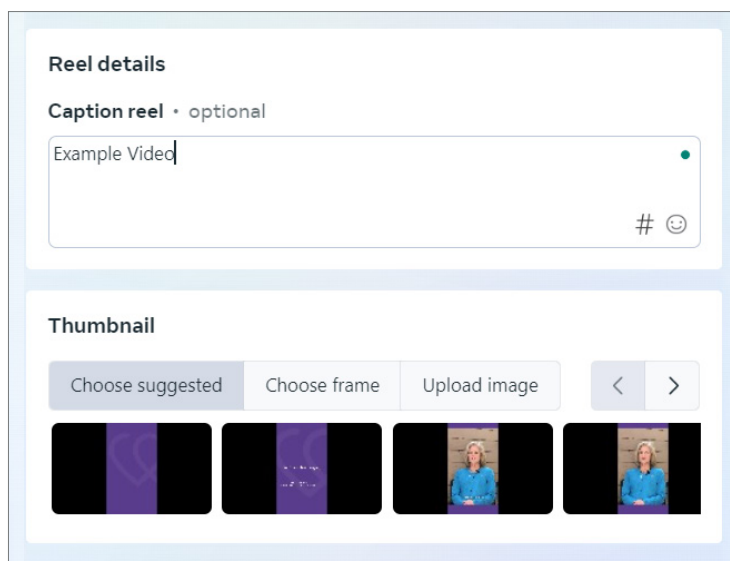 Reel details
Caption reel • optional
Example Video
#
Thumbnail
Choose suggested
Choose frame
Upload image